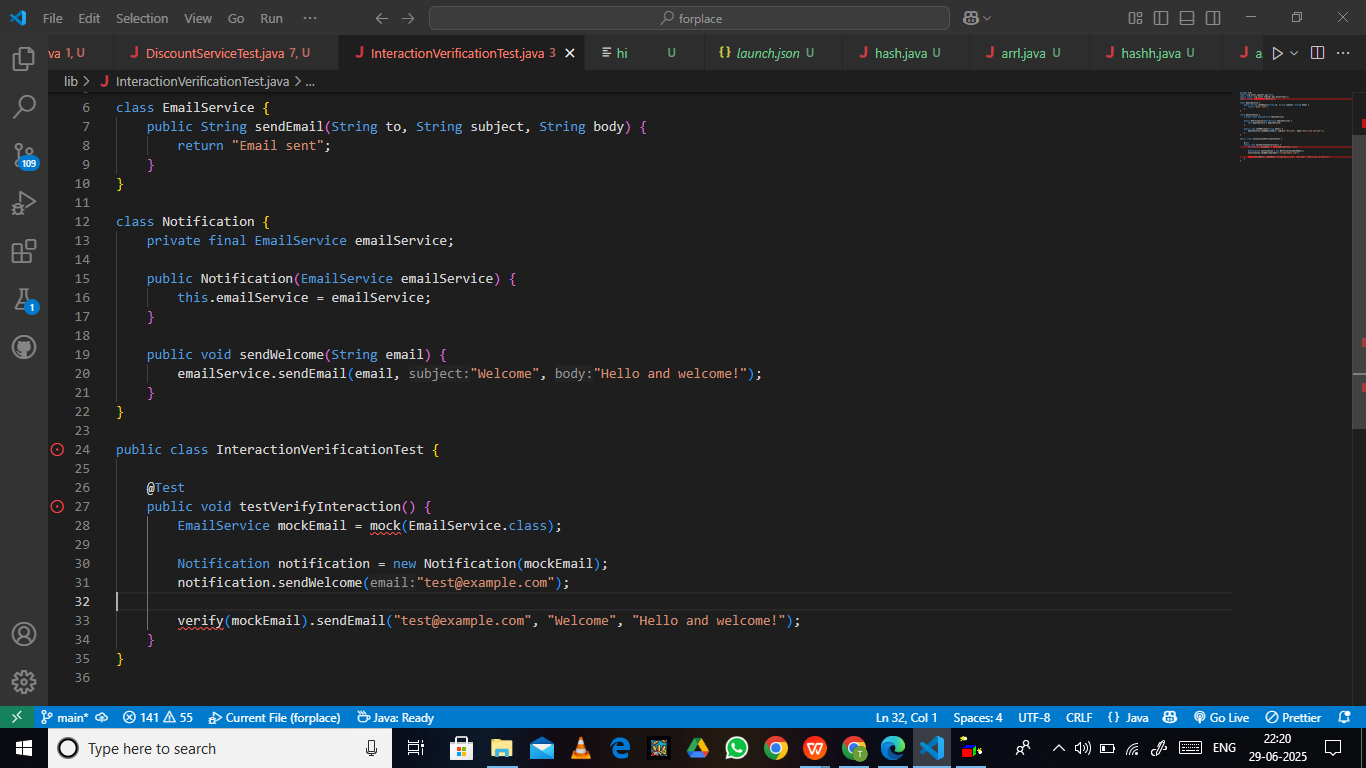 File Edit Selection View Go Run ··· forplace
va 1, U DiscountServiceTest.java 7, U InteractionVerificationTest.java 3 hi U launch.json U hash.java U arrl.java U hashh.java U
lib > InteractionVerificationTest.java > ...
6 class EmailService {
7 public String sendEmail(String to, String subject, String body) {
8 return "Email sent";
9 }
10 }
11
12 class Notification {
13 private final EmailService emailService;
14
15 public Notification(EmailService emailService) {
16 this.emailService = emailService;
17 }
18
19 public void sendWelcome(String email) {
20 emailService.sendEmail(email, subject:"Welcome", body:"Hello and welcome!");
21 }
22 }
23
24 public class InteractionVerificationTest {
25
26 @Test
27 public void testVerifyInteraction() {
28 EmailService mockEmail = mock(EmailService.class);
29
30 Notification notification = new Notification(mockEmail);
31 notification.sendWelcome(email:"test@example.com");
32
33 verify(mockEmail).sendEmail("test@example.com", "Welcome", "Hello and welcome!");
34 }
35 }
36
109
1
main* 141 55 Current File (forplace) Java: Ready Ln 32, Col 1 Spaces: 4 UTF-8 CRLF {} Java Go Live Prettier
Type here to search ENG 22:20
29-06-2025